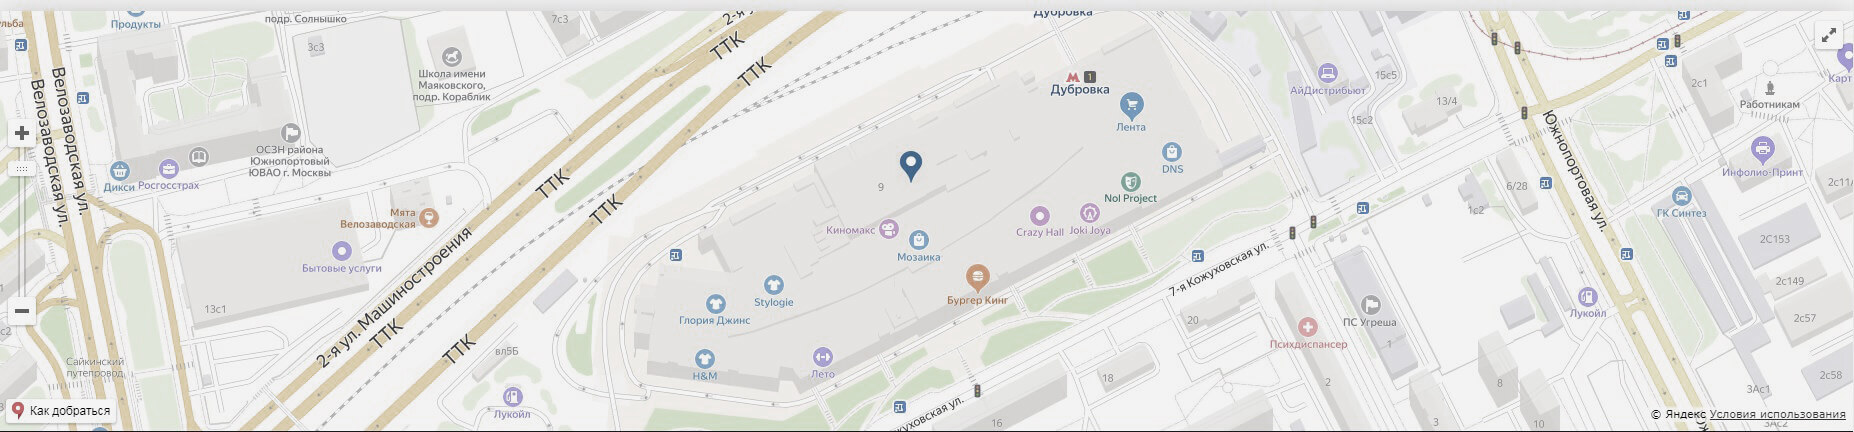 Продукты
подр. Солнышко
7с3
2-я
Дубровка
3с3
ТТК
ТТК
Школа имени
Маяковского,
подр. Кораблик
Велозаводская ул.
Велозаводская ул.
1
Дубровка
АйДистрибьют
15с5
15с2
13/4
2с1
Карт
Работникам
Южнопортовая ул.
ОСЗН района
Южнопортовый
ЮВАО г. Москвы
Лента
DNS
Дикси
Росгосстрах
9
Nol Project
6/28
1с2
Инфолио-Принт
2с11/
ГК Синтез
ТТК
ТТК
Мята
Велозаводская
Киномакс
Мозаика
Crazy Hall
Joki Joya
2С153
Бытовые услуги
13с1
2-я ул. Машиностроения
7-я Кожуховская ул.
2с149
Stylogie
Глория Джинс
Бургер Кинг
20
ПС Угреша
1
Психдиспансер
Лукойл
2с57
ТТК
ТТК
вл5Б
Сайкинский
путепровод
H&M
Лето
18
2
8
2с58
3Ас1
Как добраться
Лукойл
жуховская ул.
16
3
10
© Яндекс Условия использования
3Ас2